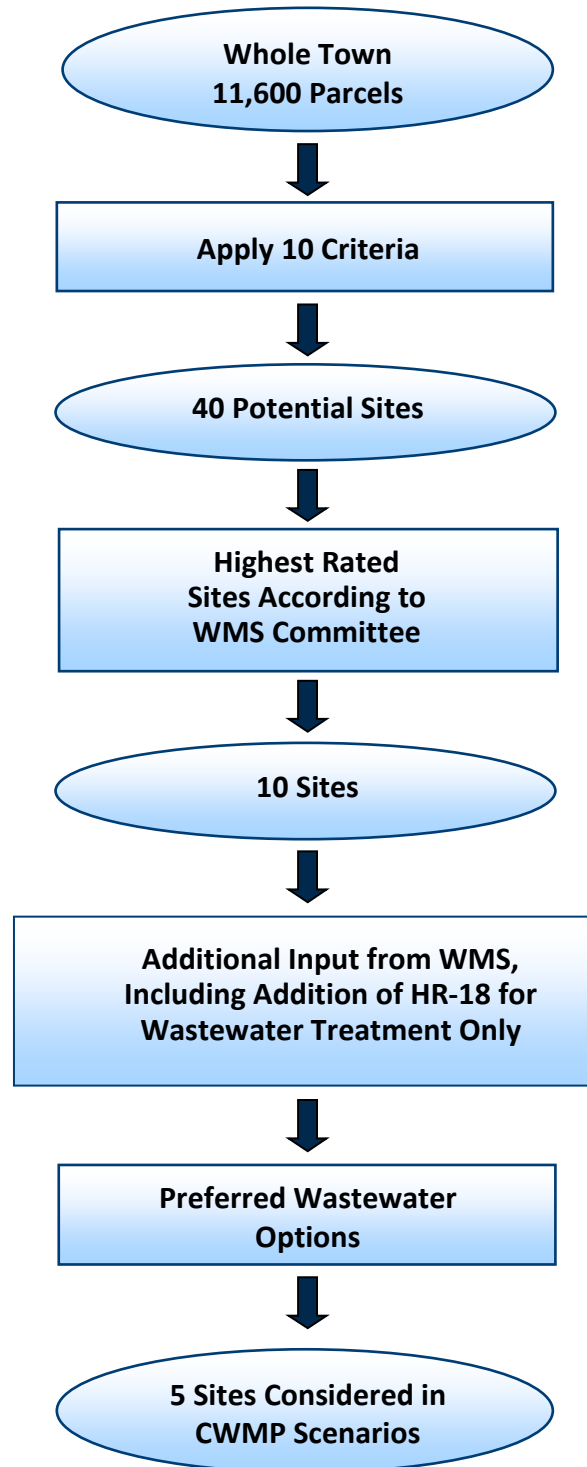 Whole Town
11,600 Parcels
Apply 10 Criteria
40 Potential Sites
Highest Rated
Sites According to
WMS Committee
10 Sites
Additional Input from WMS,
Including Addition of HR-18 for
Wastewater Treatment Only
Preferred Wastewater
Options
5 Sites Considered in
CWMP Scenarios